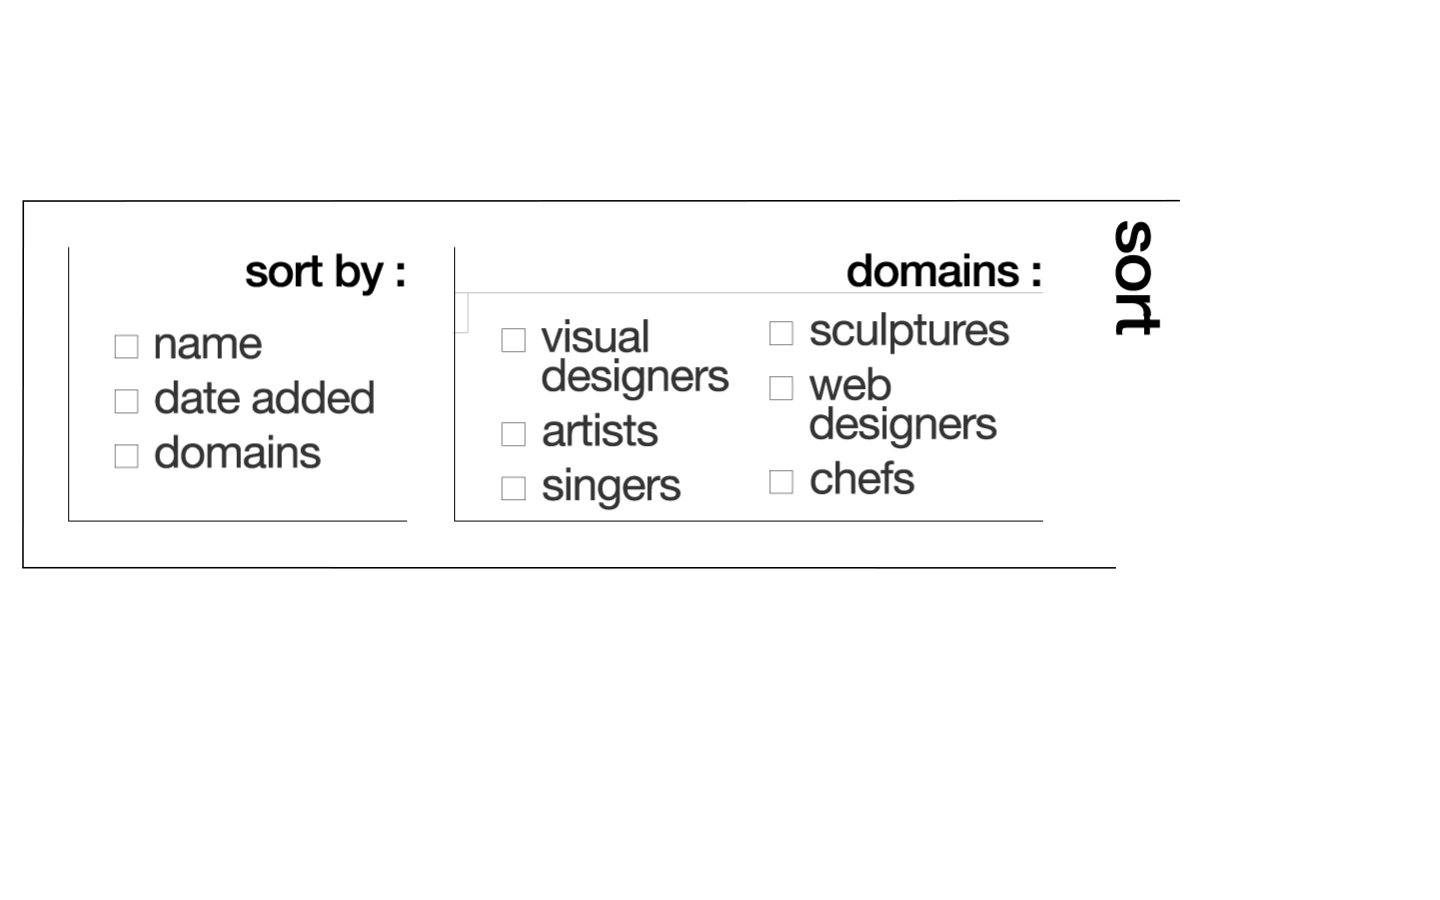 sort by :
name
date added
domains
domains :
visual
designers
artists
singers
sculptures
web
designers
chefs
sort